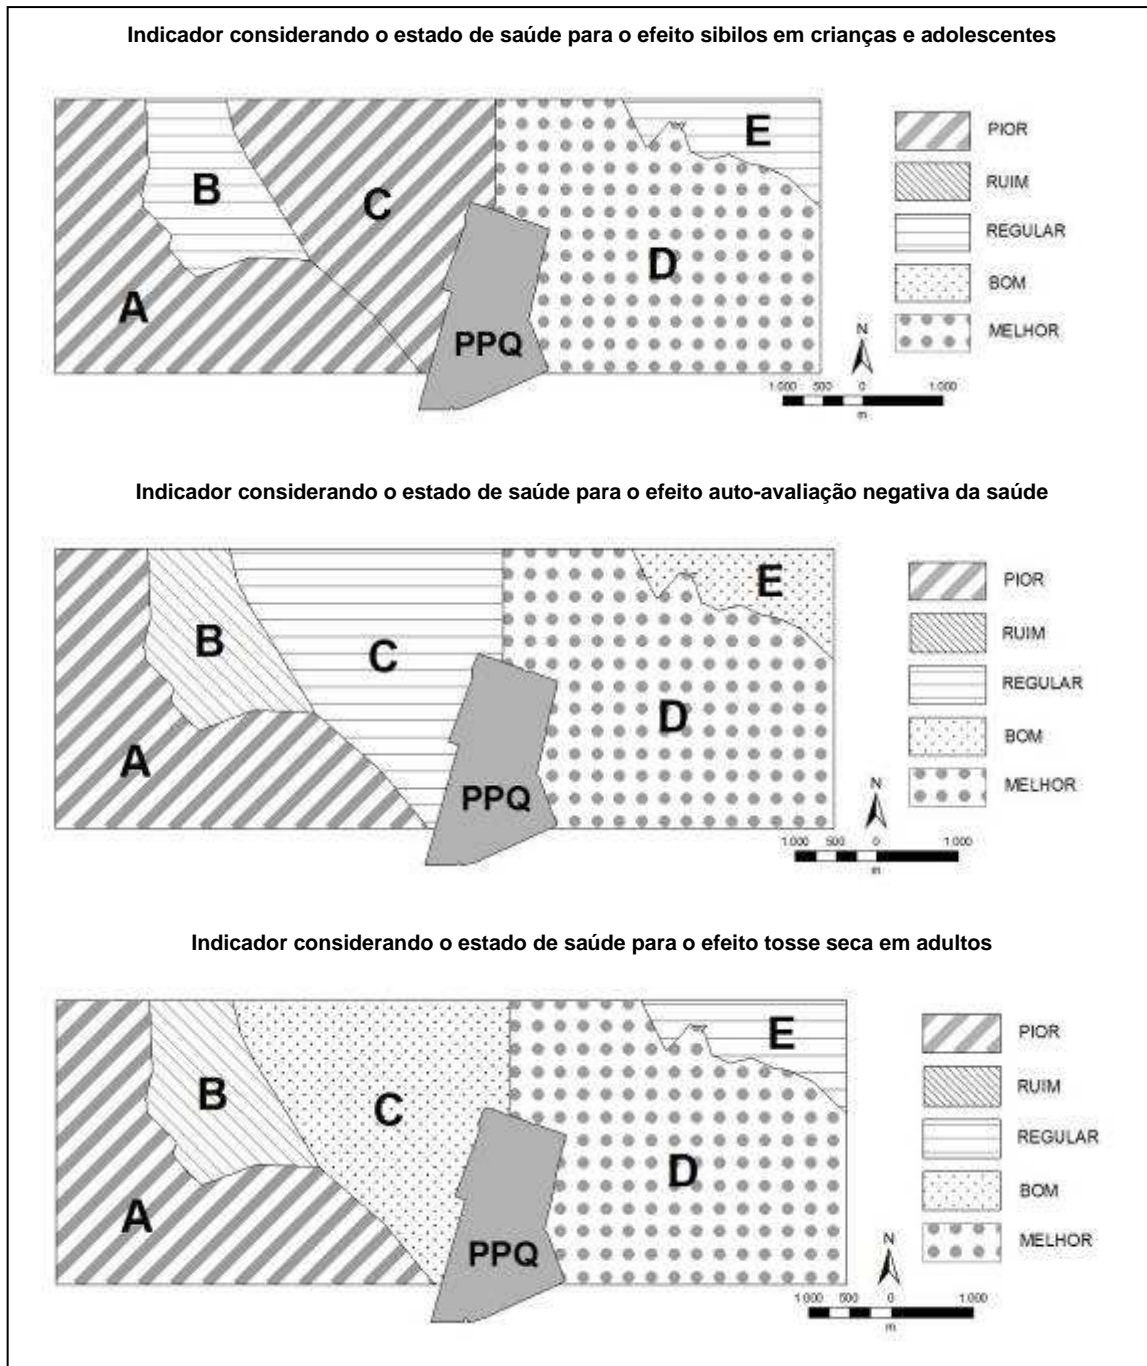 Indicador considerando o estado de saúde para o efeito sibilos em crianças e adolescentes
A
B
C
D
E
PPQ
PIOR
RUIM
REGULAR
BOM
MELHOR
N
1.000 500 0 1.000
m
Indicador considerando o estado de saúde para o efeito auto-avaliação negativa da saúde
A
B
C
D
E
PPQ
PIOR
RUIM
REGULAR
BOM
MELHOR
N
1.000 500 0 1.000
m
Indicador considerando o estado de saúde para o efeito tosse seca em adultos
A
B
C
D
E
PPQ
PIOR
RUIM
REGULAR
BOM
MELHOR
N
1.000 500 0 1.000
m